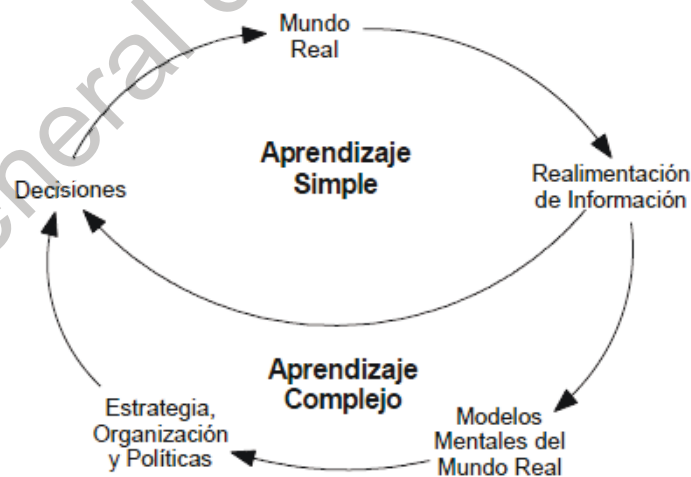 Mundo
Real
Aprendizaje
Simple
Decisiones
Realimentación
de Información
Aprendizaje
Complejo
Estrategia,
Organización
y Políticas
Modelos
Mentales del
Mundo Real